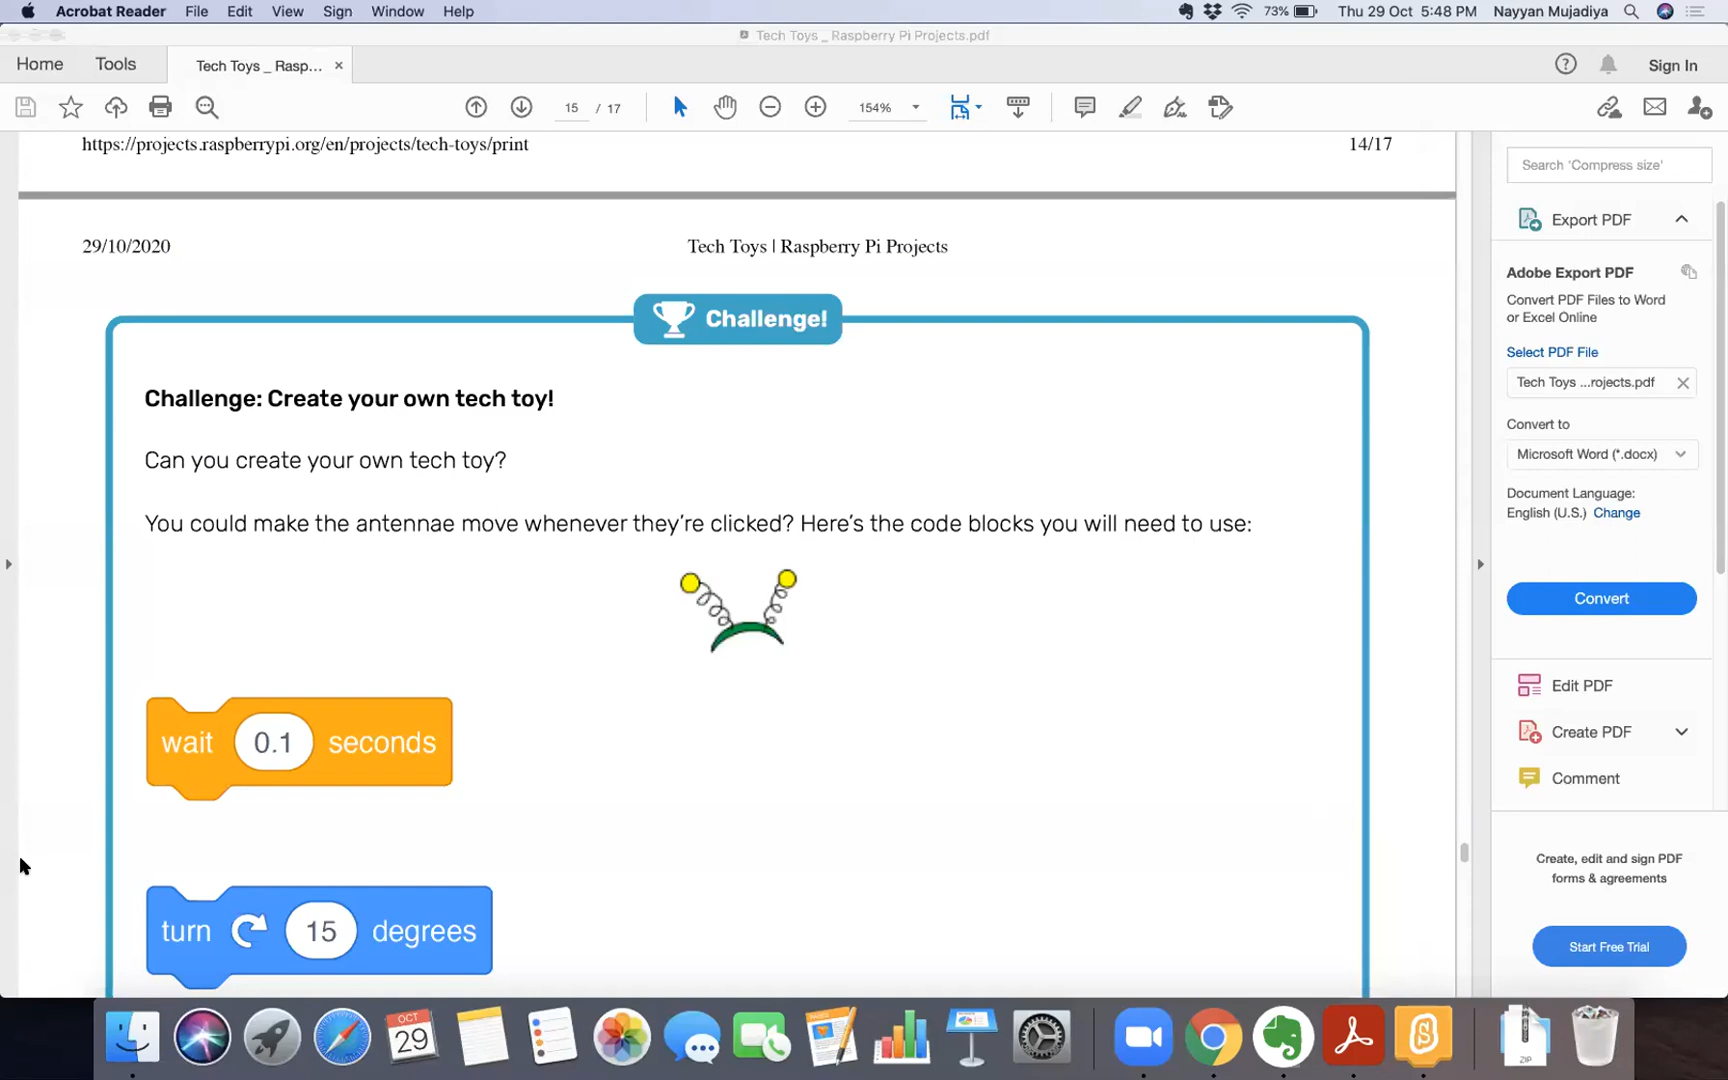 Acrobat Reader File Edit View Sign Window Help 73% Thu 29 Oct 5:48 PM Nayyan Mujadiya
Tech Toys _ Raspberry Pi Projects.pdf
Home Tools Tech Toys _ Rasp... × Sign In
15 / 17 154%
https://projects.raspberrypi.org/en/projects/tech-toys/print 14/17
29/10/2020 Tech Toys | Raspberry Pi Projects
Challenge!
Challenge: Create your own tech toy!
Can you create your own tech toy?
You could make the antennae move whenever they’re clicked? Here’s the code blocks you will need to use:
wait 0.1 seconds
turn 15 degrees
Search 'Compress size'
Export PDF
Adobe Export PDF
Convert PDF Files to Word
or Excel Online
Select PDF File
Tech Toys ...rojects.pdf
Convert to
Microsoft Word (*.docx)
Document Language:
English (U.S.) Change
Convert
Edit PDF
Create PDF
Comment
Create, edit and sign PDF
forms & agreements
Start Free Trial
OCT
29
PAGES
ZIP